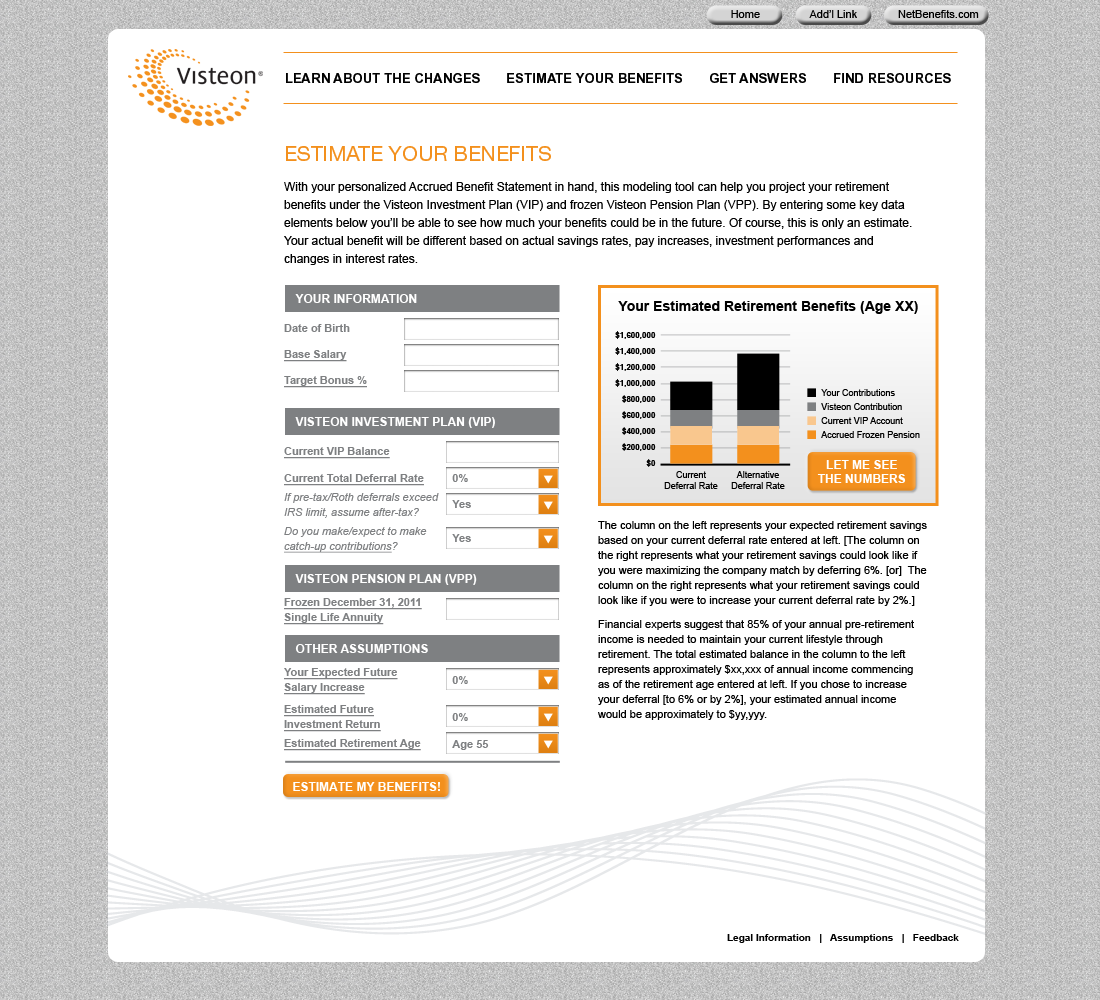 Home
Add'l Link
NetBenefits.com
Visteon®
LEARN ABOUT THE CHANGES
ESTIMATE YOUR BENEFITS
GET ANSWERS
FIND RESOURCES
ESTIMATE YOUR BENEFITS
With your personalized Accrued Benefit Statement in hand, this modeling tool can help you project your retirement
benefits under the Visteon Investment Plan (VIP) and frozen Visteon Pension Plan (VPP). By entering some key data
elements below you’ll be able to see how much your benefits could be in the future. Of course, this is only an estimate.
Your actual benefit will be different based on actual savings rates, pay increases, investment performances and
changes in interest rates.
YOUR INFORMATION
Date of Birth
Base Salary
Target Bonus %
VISTEON INVESTMENT PLAN (VIP)
Current VIP Balance
Current Total Deferral Rate
0%
If pre-tax/Roth deferrals exceed
IRS limit, assume after-tax?
Yes
Do you make/expect to make
catch-up contributions?
Yes
VISTEON PENSION PLAN (VPP)
Frozen December 31, 2011
Single Life Annuity
OTHER ASSUMPTIONS
Your Expected Future
Salary Increase
0%
Estimated Future
Investment Return
0%
Estimated Retirement Age
Age 55
ESTIMATE MY BENEFITS!
Your Estimated Retirement Benefits (Age XX)
$1,600,000
$1,400,000
$1,200,000
$1,000,000
$800,000
$600,000
$400,000
$200,000
$0
Current
Deferral Rate
Alternative
Deferral Rate
Your Contributions
Visteon Contribution
Current VIP Account
Accrued Frozen Pension
LET ME SEE
THE NUMBERS
The column on the left represents your expected retirement savings
based on your current deferral rate entered at left. [The column on
the right represents what your retirement savings could look like if
you were maximizing the company match by deferring 6%. [or]  The
column on the right represents what your retirement savings could
look like if you were to increase your current deferral rate by 2%.]
Financial experts suggest that 85% of your annual pre-retirement
income is needed to maintain your current lifestyle through
retirement. The total estimated balance in the column to the left
represents approximately $xx,xxx of annual income commencing
as of the retirement age entered at left. If you chose to increase
your deferral [to 6% or by 2%], your estimated annual income
would be approximately to $yy,yyy.
Legal Information | Assumptions | Feedback